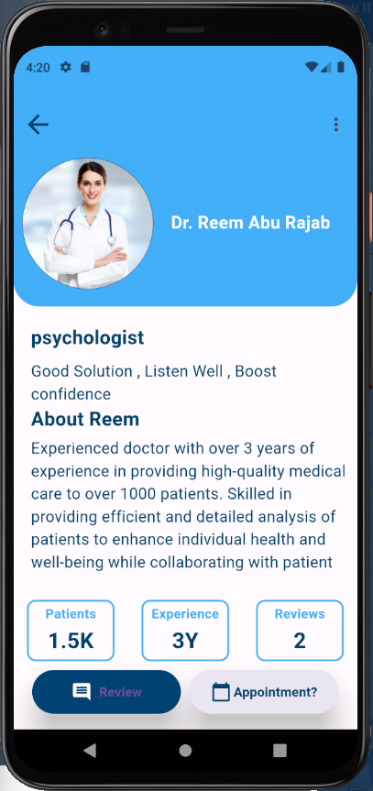 4:20
Dr. Reem Abu Rajab
psychologist
Good Solution , Listen Well , Boost
confidence
About Reem
Experienced doctor with over 3 years of
experience in providing high-quality medical
care to over 1000 patients. Skilled in
providing efficient and detailed analysis of
patients to enhance individual health and
well-being while collaborating with patient
Patients Experience Reviews
1.5K 3Y 2
Review Appointment?